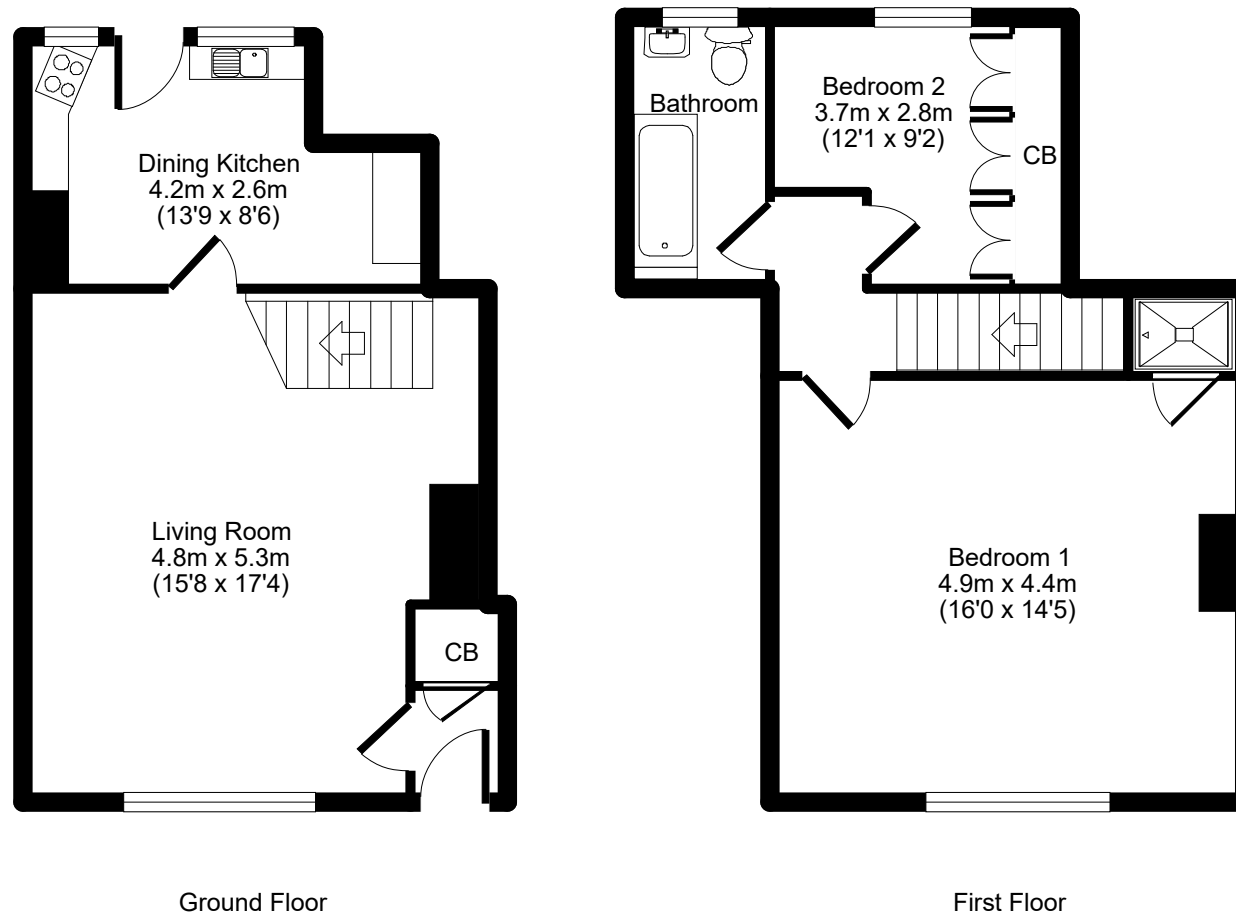 Dining Kitchen
4.2m x 2.6m
(13'9 x 8'6)
Living Room
4.8m x 5.3m
(15'8 x 17'4)
CB
Ground Floor
Bathroom
Bedroom 2
3.7m x 2.8m
(12'1 x 9'2)
CB
Bedroom 1
4.9m x 4.4m
(16'0 x 14'5)
First Floor